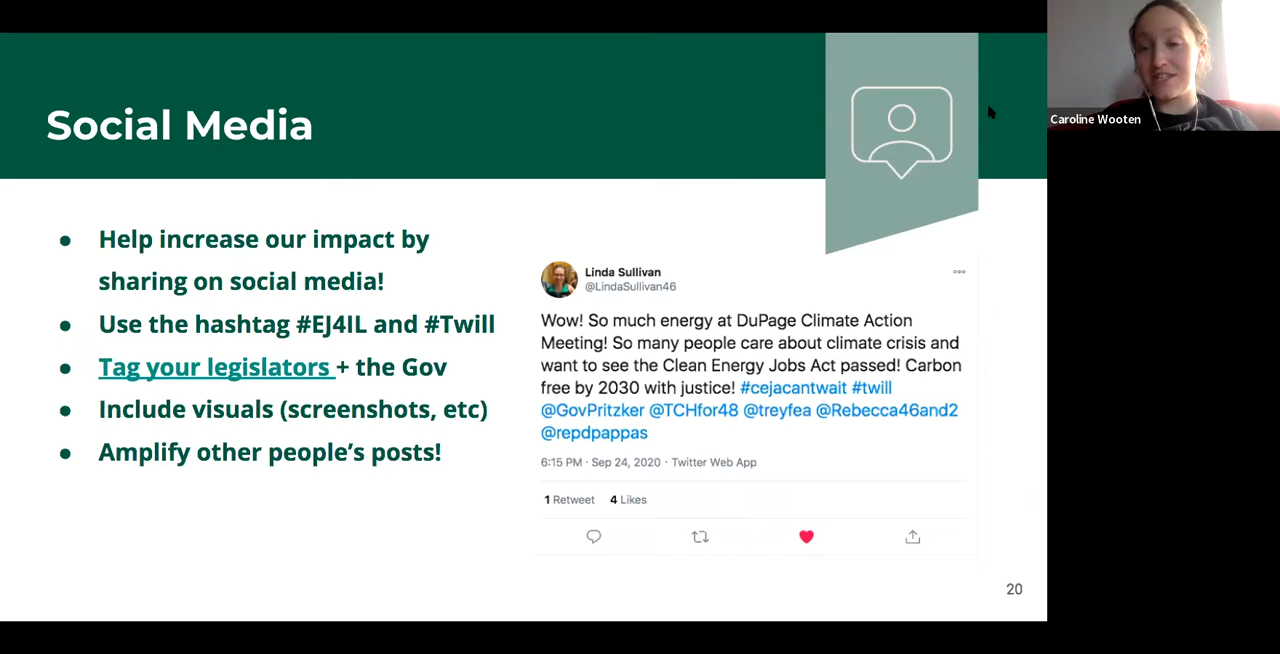 Social Media
Caroline Wooten
● Help increase our impact by
sharing on social media!
● Use the hashtag #EJ4IL and #Twill
● Tag your legislators + the Gov
● Include visuals (screenshots, etc)
● Amplify other people’s posts!
Linda Sullivan
@LindaSullivan46
Wow! So much energy at DuPage Climate Action
Meeting! So many people care about climate crisis and
want to see the Clean Energy Jobs Act passed! Carbon
free by 2030 with justice! #cejacantwait #twill
@GovPritzker @TCHfor48 @treyfea @Rebecca46and2
@repdpappas
6:15 PM · Sep 24, 2020 · Twitter Web App
1 Retweet 4 Likes
20